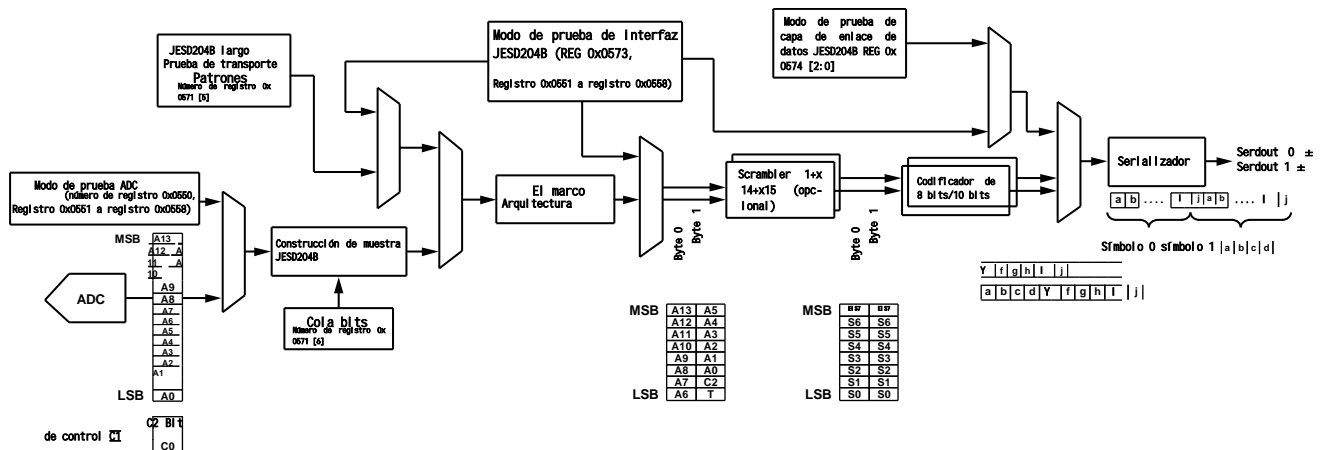 JESD204B largo
Prueba de transporte
Patrones
Número de registro 0x
0571 [5]
Modo de prueba de Interfaz
JESD204B (REG 0x0573,
Registro 0x0551 a registro 0x0558)
Modo de prueba de
capa de enlace de
datos JESD204B REG 0x
0574 [2:0]
Modo de prueba ADC
(número de registro 0x0550,
Registro 0x0551 a registro 0x0558)
MSB A13
A12 A
11 A
10
A9
A8
A7
A6
A5
A4
A3
A2
A1
LSB A0
ADC
C2 Bit
de control C1
C0
Construcción de muestra
JESD204B
Cola bits
Número de registro 0x
0571 [6]
El marco
Arquitectura
Byte 0
Byte 1
Scrambler 1+x
14+x15 (opc-
ional)
Byte 0
Byte 1
Codificador de
8 bits/10 bits
Serializador
Serdout 0 ±
Serdout 1 ±
a b .... I j a b .... I j
Símbolo 0 símbolo 1 a b c d
Y f g h I j
a b c d Y f g h I j
MSB A13 A5
A12 A4
A11 A3
A10 A2
A9 A1
A8 A0
A7 C2
LSB A6 T
MSB
S6 S6
S5 S5
S4 S4
S3 S3
S2 S2
S1 S1
LSB S0 S0